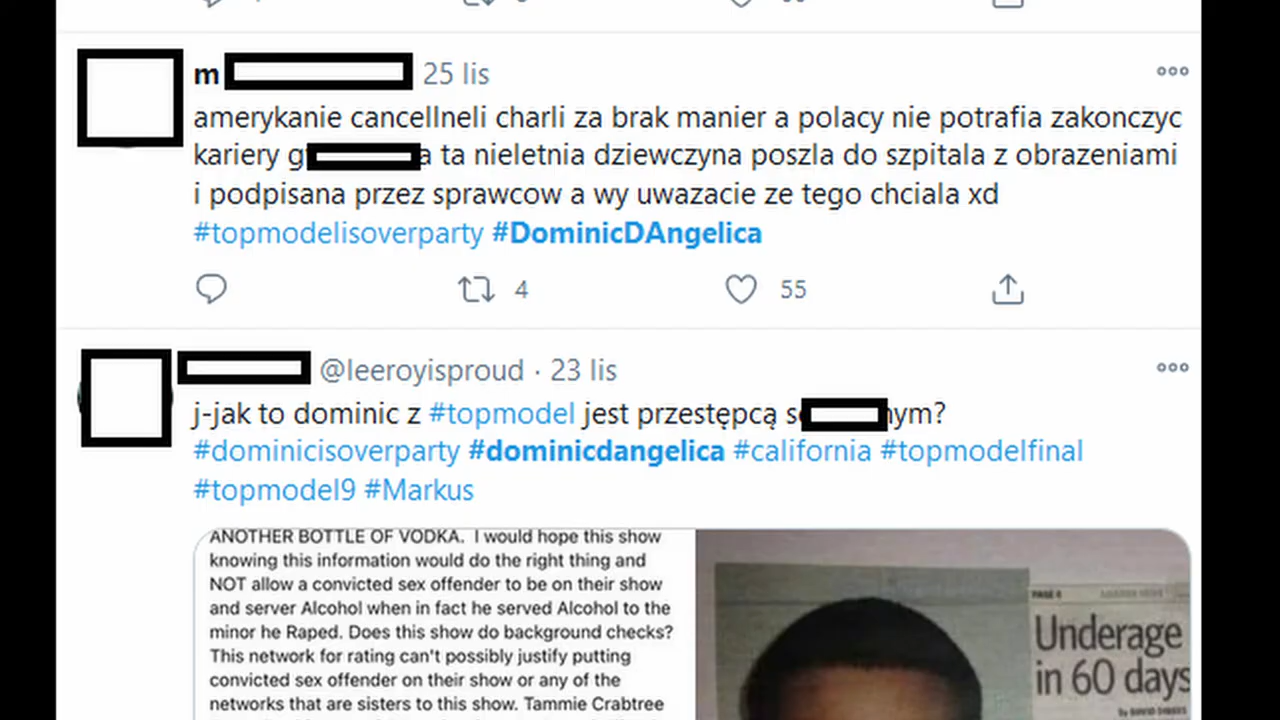 m 25 lis
amerykanie cancellneli charli za brak manier a polacy nie potrafia zakonczyc
kariery g a ta nieletnia dziewczyna poszla do szpitala z obrazeniami
i podpisana przez sprawcow a wy uwazacie ze tego chciala xd
#topmodelisoverparty #DominicDAngelica
4 55
@leeroyisproud · 23 lis
j-jak to dominic z #topmodel jest przestępcą s nym?
#dominicisoverparty #dominicdangelica #california #topmodelfinal
#topmodel9 #Markus
ANOTHER BOTTLE OF VODKA. I would hope this show
knowing this information would do the right thing and
NOT allow a convicted sex offender to be on their show
and server Alcohol when in fact he served Alcohol to the
minor he Raped. Does this show do background checks?
This network for rating can't possibly justify putting
convicted sex offender on their show or any of the
networks that are sisters to this show. Tammie Crabtree
PAGE 6
Underage
in 60 days